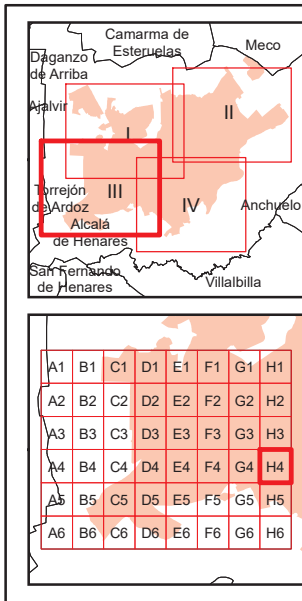 Camarma de
Esteruelas
Meco
Daganzo
de Arriba
Ajalvir
I
II
Torrejón
de Ardoz
III
IV
Anchuelo
Alcalá
de Henares
San Fernando
de Henares
Villalbilla
A1 B1 C1 D1 E1 F1 G1 H1
A2 B2 C2 D2 E2 F2 G2 H2
A3 B3 C3 D3 E3 F3 G3 H3
A4 B4 C4 D4 E4 F4 G4 H4
A5 B5 C5 D5 E5 F5 G5 H5
A6 B6 C6 D6 E6 F6 G6 H6